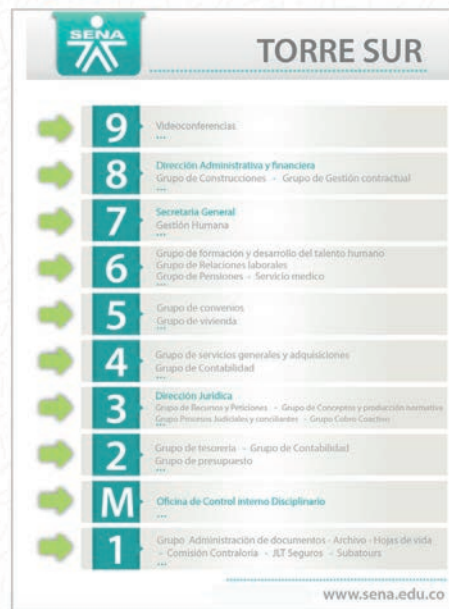 SENA
TORRE SUR
9
Videoconferencias
...
8
Dirección Administrativa y financiera
Grupo de Construcciones - Grupo de Gestión contractual
...
7
Secretaria General
Gestión Humana
...
6
Grupo de formación y desarrollo del talento humano
Grupo de Relaciones laborales
Grupo de Pensiones - Servicio medico
...
5
Grupo de convenios
Grupo de vivienda
...
4
Grupo de servicios generales y adquisiciones
Grupo de Contabilidad
...
3
Dirección Jurídica
Grupo de Recursos y Peticiones - Grupo de Conceptos y producción normativa
Grupo Procesos Judiciales y conciliantes - Grupo Cobro Coactivo
...
2
Grupo de tesoreria - Grupo de Contabilidad
Grupo de presupuesto
...
M
Oficina de Control interno Disciplinario
...
1
Grupo Administración de documentos - Archivo - Hojas de vida
- Comisión Contraloria - JLT Seguros - Subatours
...
www.sena.edu.co